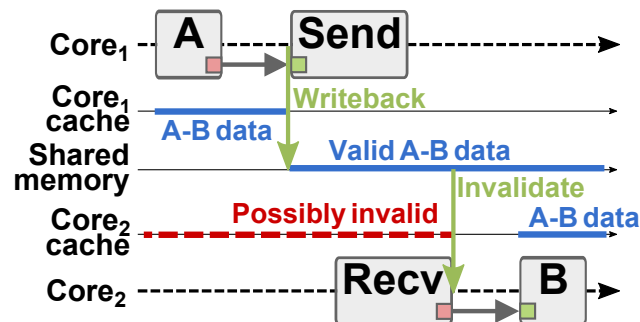 Core₁
A
Send
Core₁
cache
Writeback
A-B data
Shared
memory
Valid A-B data
Invalidate
Core₂
cache
Possibly invalid
A-B data
Core₂
Recv
B